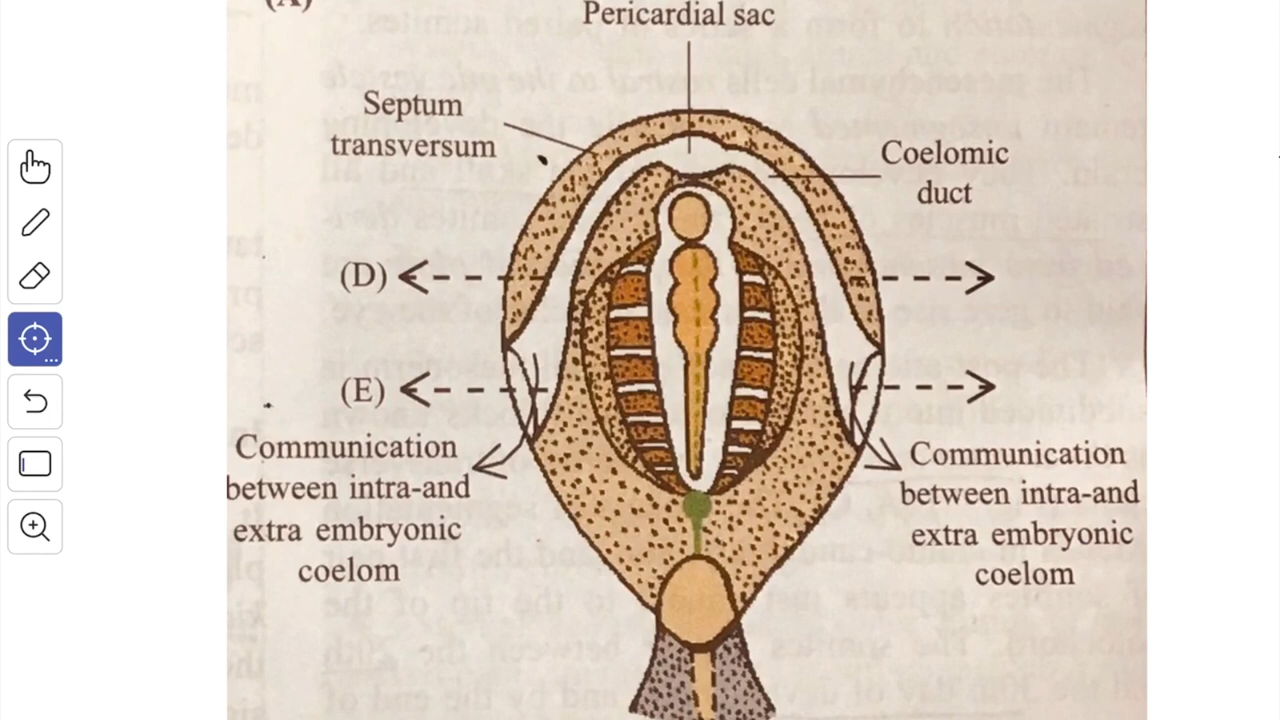 (A)
Pericardial sac
Septum
transversum
Coelomic
duct
(D)
(E)
Communication
between intra-and
extra embryonic
coelom
Communication
between intra-and
extra embryonic
coelom